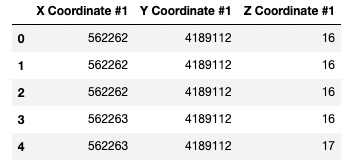 X Coordinate #1 Y Coordinate #1 Z Coordinate #1
0 562262 4189112 16
1 562262 4189112 16
2 562262 4189112 16
3 562263 4189112 16
4 562263 4189112 17